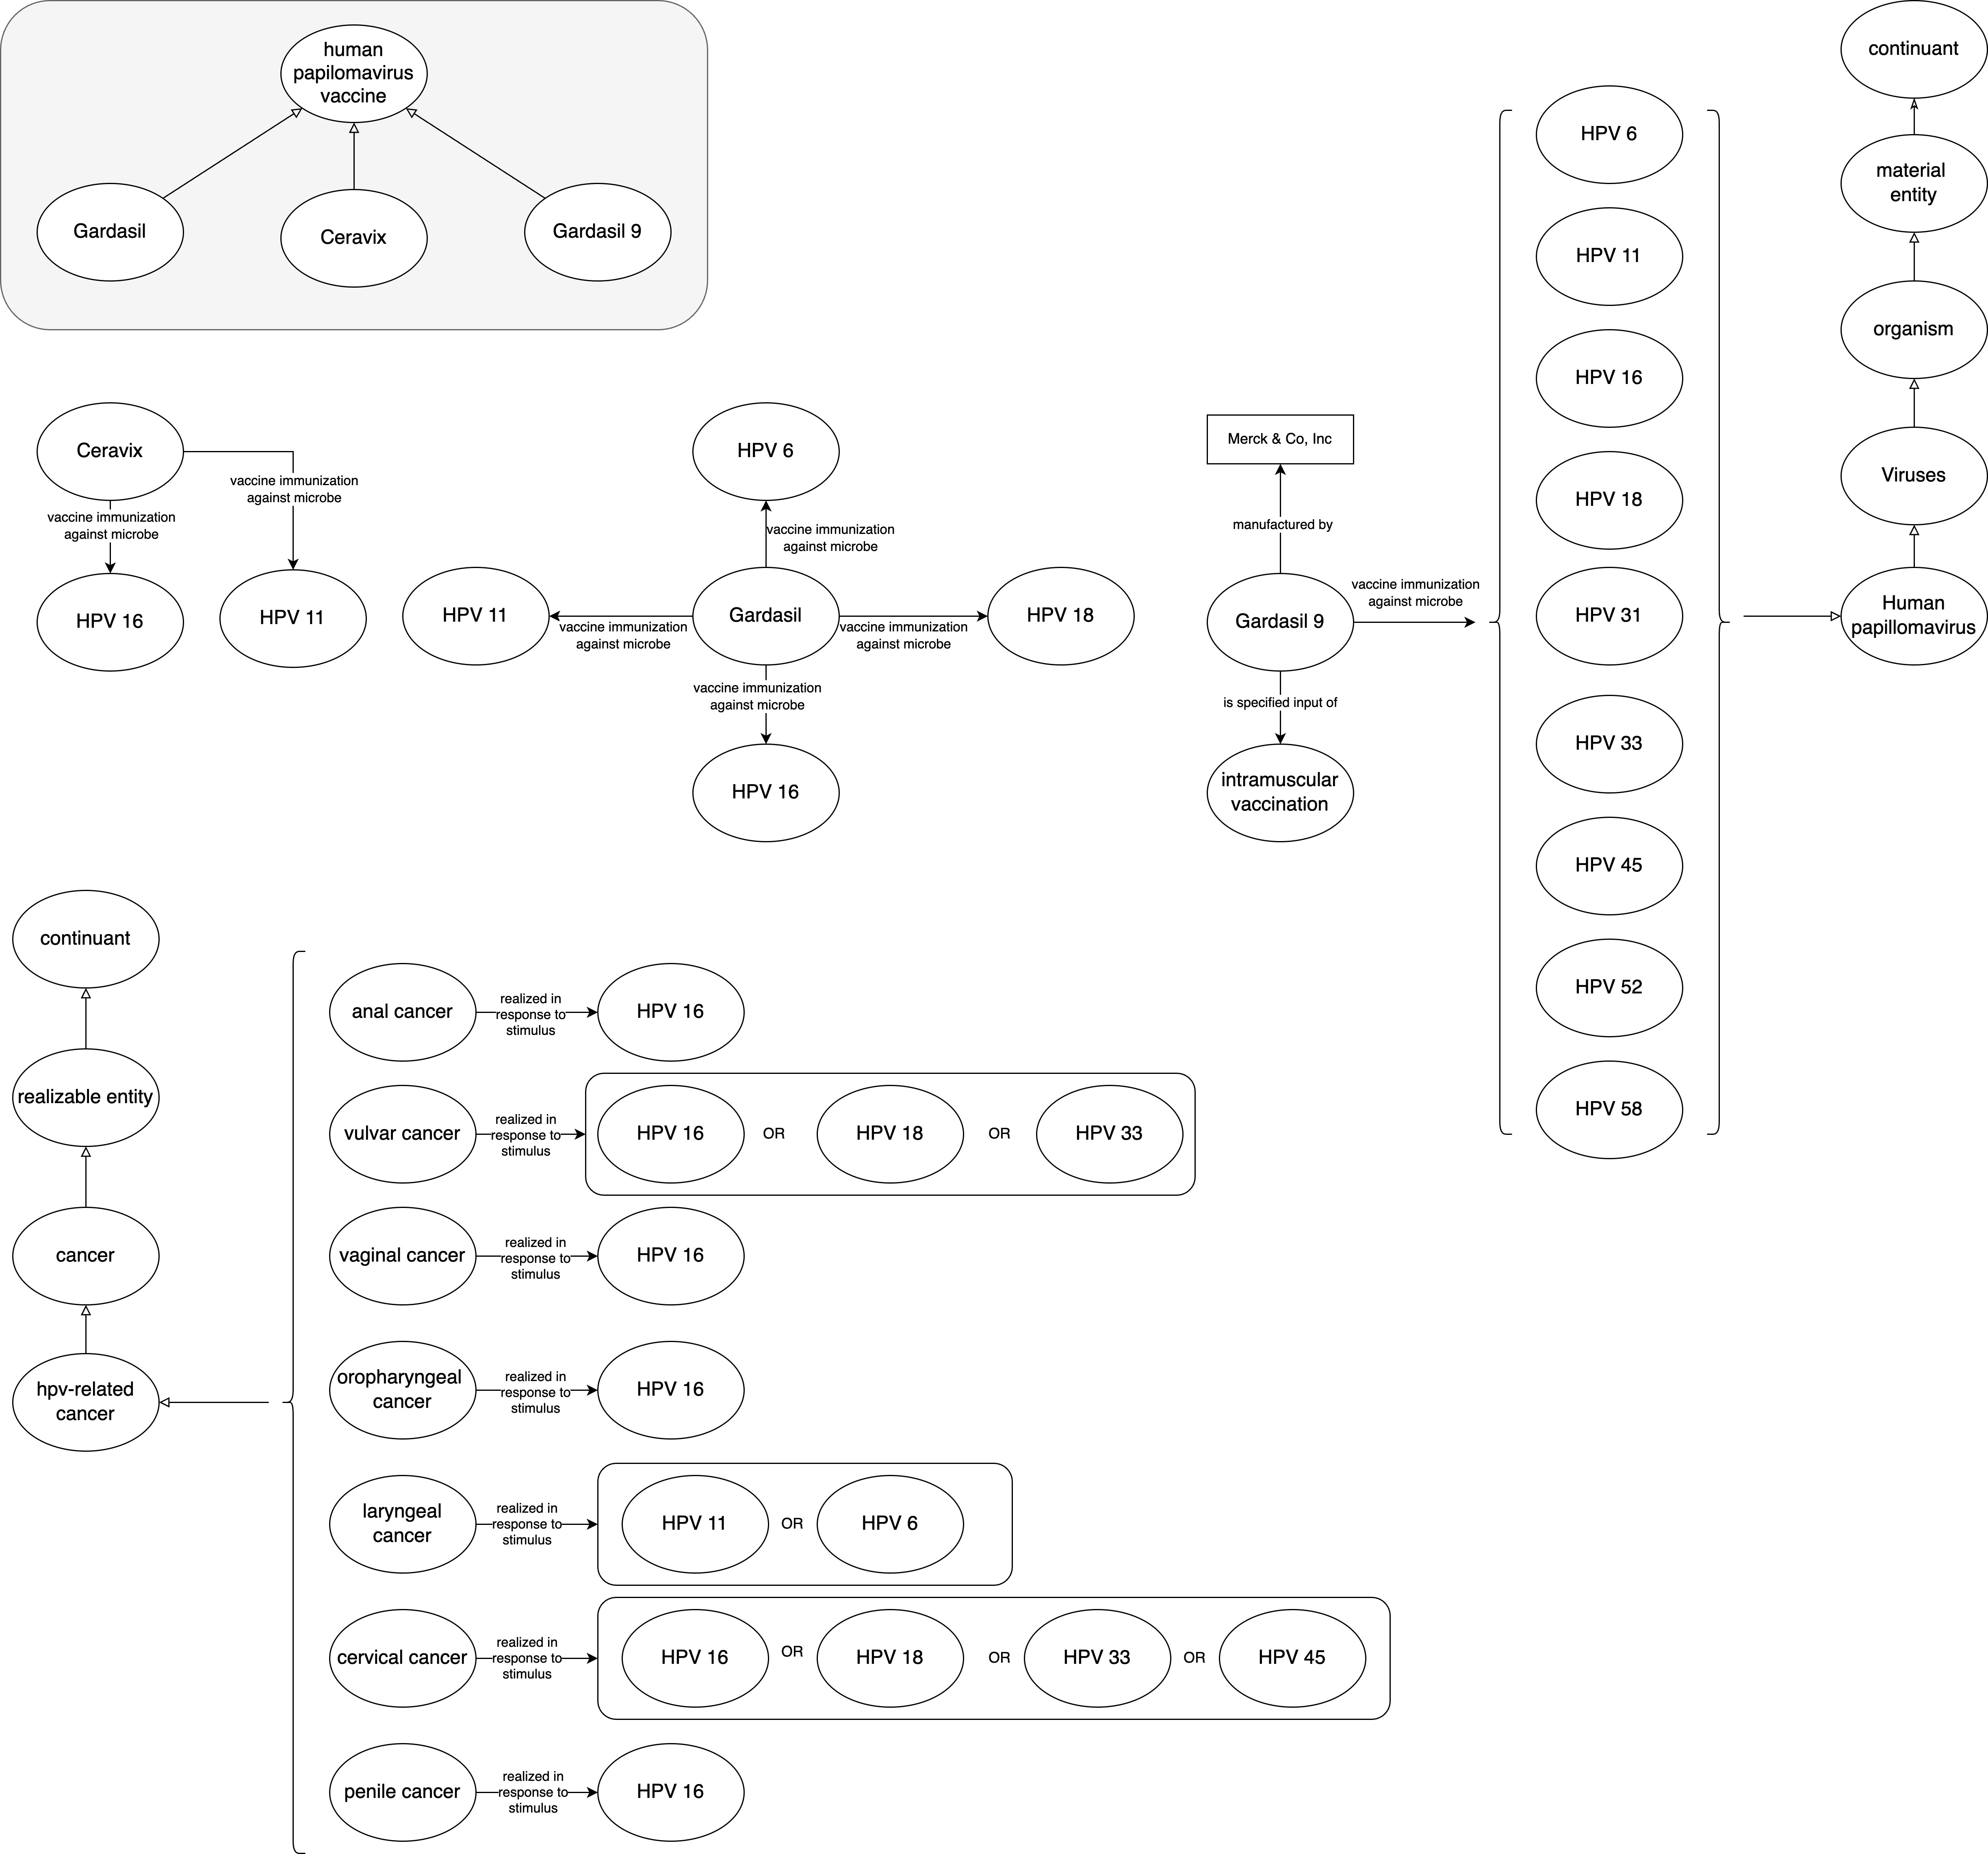 human
papilomavirus
vaccine
Gardasil
Ceravix
Gardasil 9
Ceravix
vaccine immunization
against microbe
vaccine immunization
against microbe
HPV 16
HPV 11
HPV 6
vaccine immunization
against microbe
HPV 11
vaccine immunization
against microbe
Gardasil
vaccine immunization
against microbe
HPV 18
vaccine immunization
against microbe
HPV 16
Merck & Co, Inc
manufactured by
Gardasil 9
vaccine immunization
against microbe
is specified input of
intramuscular
vaccination
HPV 6
HPV 11
HPV 16
HPV 18
HPV 31
HPV 33
HPV 45
HPV 52
HPV 58
continuant
material
entity
organism
Viruses
Human
papillomavirus
continuant
realizable entity
cancer
hpv-related
cancer
anal cancer
realized in
response to
stimulus
HPV 16
vulvar cancer
realized in
response to
stimulus
HPV 16
OR
HPV 18
OR
HPV 33
vaginal cancer
realized in
response to
stimulus
HPV 16
oropharyngeal
cancer
realized in
response to
stimulus
HPV 16
laryngeal
cancer
realized in
response to
stimulus
HPV 11
OR
HPV 6
cervical cancer
realized in
response to
stimulus
HPV 16
OR
HPV 18
OR
HPV 33
OR
HPV 45
penile cancer
realized in
response to
stimulus
HPV 16